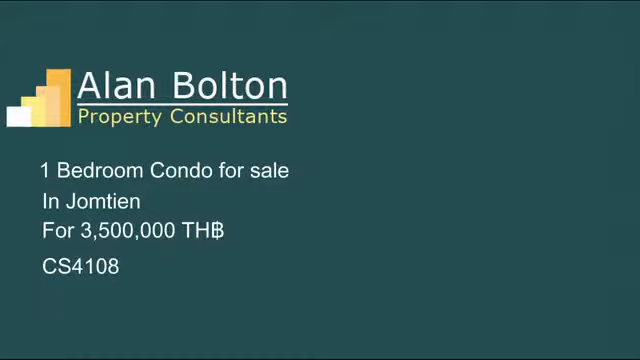 Alan Bolton
Property Consultants
1 Bedroom Condo for sale
In Jomtien
For 3,500,000 TH฿
CS4108